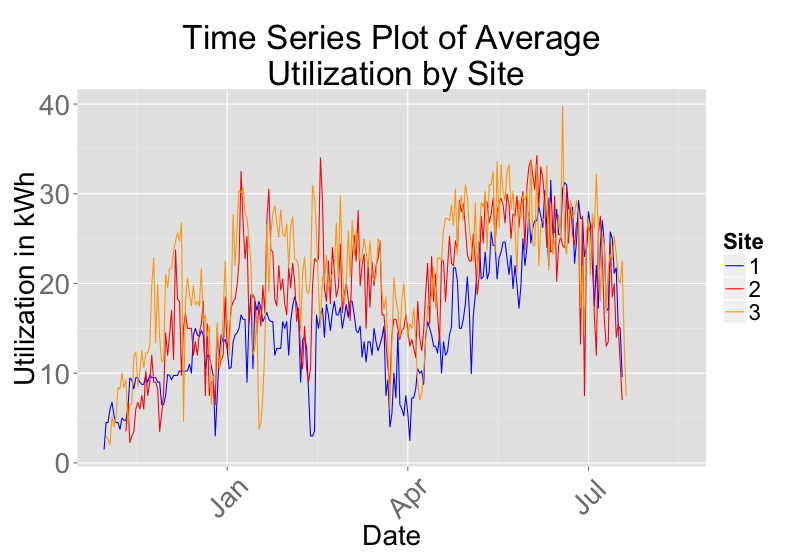 Time Series Plot of Average
Utilization by Site
Utilization in kWh
40
30
20
10
0
Jan
Apr
Jul
Date
Site
1
2
3